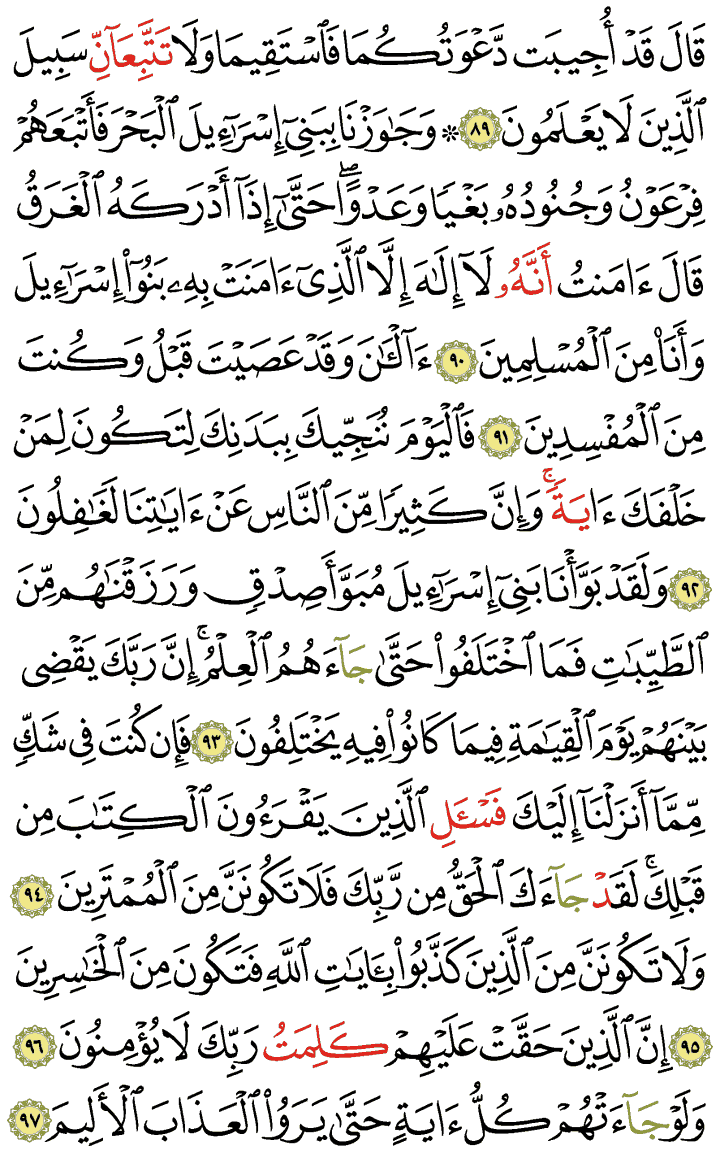 قَالَ قَدْ أُجِيبَت دَّعْوَتُكُمَا فَٱسْتَقِيمَا وَلَا تَتَّبِعَآنِّ سَبِيلَ
ٱلَّذِينَ لَا يَعْلَمُونَ ٨٩ ۞ وَجَٰوَزْنَا بِبَنِىٓ إِسْرَٰٓءِيلَ ٱلْبَحْرَ فَأَتْبَعَهُمْ
فِرْعَوْنُ وَجُنُودُهُۥ بَغْيًا وَعَدْوًا ۖ حَتَّىٰٓ إِذَآ أَدْرَكَهُ ٱلْغَرَقُ
قَالَ ءَامَنتُ أَنَّهُۥ لَآ إِلَٰهَ إِلَّا ٱلَّذِىٓ ءَامَنَتْ بِهِۦ بَنُوٓا۟ إِسْرَٰٓءِيلَ
وَأَنَا۠ مِنَ ٱلْمُسْلِمِينَ ٩٠ ءَآلْـَٰٔنَ وَقَدْ عَصَيْتَ قَبْلُ وَكُنتَ
مِنَ ٱلْمُفْسِدِينَ ٩١ فَٱلْيَوْمَ نُنَجِّيكَ بِبَدَنِكَ لِتَكُونَ لِمَنْ
خَلْفَكَ ءَايَةً ۚ وَإِنَّ كَثِيرًا مِّنَ ٱلنَّاسِ عَنْ ءَايَٰتِنَا لَغَٰفِلُونَ
٩٢ وَلَقَدْ بَوَّأْنَا بَنِىٓ إِسْرَٰٓءِيلَ مُبَوَّأَ صِدْقٍ وَرَزَقْنَٰهُم مِّنَ
ٱلطَّيِّبَٰتِ فَمَا ٱخْتَلَفُوا۟ حَتَّىٰ جَآءَهُمُ ٱلْعِلْمُ ۚ إِنَّ رَبَّكَ يَقْضِى
بَيْنَهُمْ يَوْمَ ٱلْقِيَٰمَةِ فِيمَا كَانُوا۟ فِيهِ يَخْتَلِفُونَ ٩٣ فَإِن كُنتَ فِى شَكٍّ
مِّمَّآ أَنزَلْنَآ إِلَيْكَ فَسْـَٔلِ ٱلَّذِينَ يَقْرَءُونَ ٱلْكِتَٰبَ مِن
قَبْلِكَ ۚ لَقَدْ جَآءَكَ ٱلْحَقُّ مِن رَّبِّكَ فَلَا تَكُونَنَّ مِنَ ٱلْمُمْتَرِينَ ٩٤
وَلَا تَكُونَنَّ مِنَ ٱلَّذِينَ كَذَّبُوا۟ بِـَٔايَٰتِ ٱللَّهِ فَتَكُونَ مِنَ ٱلْخَٰسِرِينَ
٩٥ إِنَّ ٱلَّذِينَ حَقَّتْ عَلَيْهِمْ كَلِمَتُ رَبِّكَ لَا يُؤْمِنُونَ ٩٦
وَلَوْ جَآءَتْهُمْ كُلُّ ءَايَةٍ حَتَّىٰ يَرَوُا۟ ٱلْعَذَابَ ٱلْأَلِيمَ ٩٧